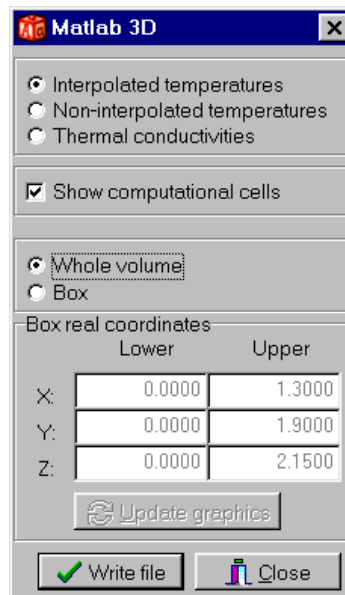 Matlab 3D
Interpolated temperatures
Non-interpolated temperatures
Thermal conductivities
Show computational cells
Whole volume
Box
Box real coordinates
Lower Upper
X: 0.0000 1.3000
Y: 0.0000 1.9000
Z: 0.0000 2.1500
Update graphics
Write file Close